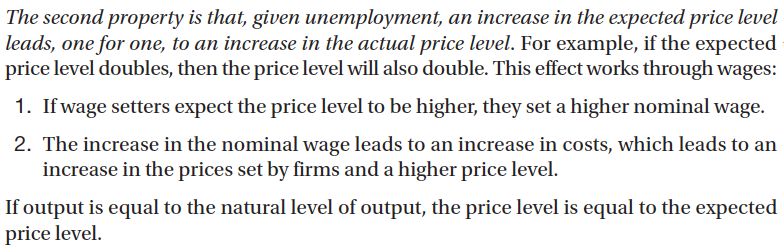 The second property is that, given unemployment, an increase in the expected price level
leads, one for one, to an increase in the actual price level. For example, if the expected
price level doubles, then the price level will also double. This effect works through wages:
1. If wage setters expect the price level to be higher, they set a higher nominal wage.
2. The increase in the nominal wage leads to an increase in costs, which leads to an
increase in the prices set by firms and a higher price level.
If output is equal to the natural level of output, the price level is equal to the expected
price level.